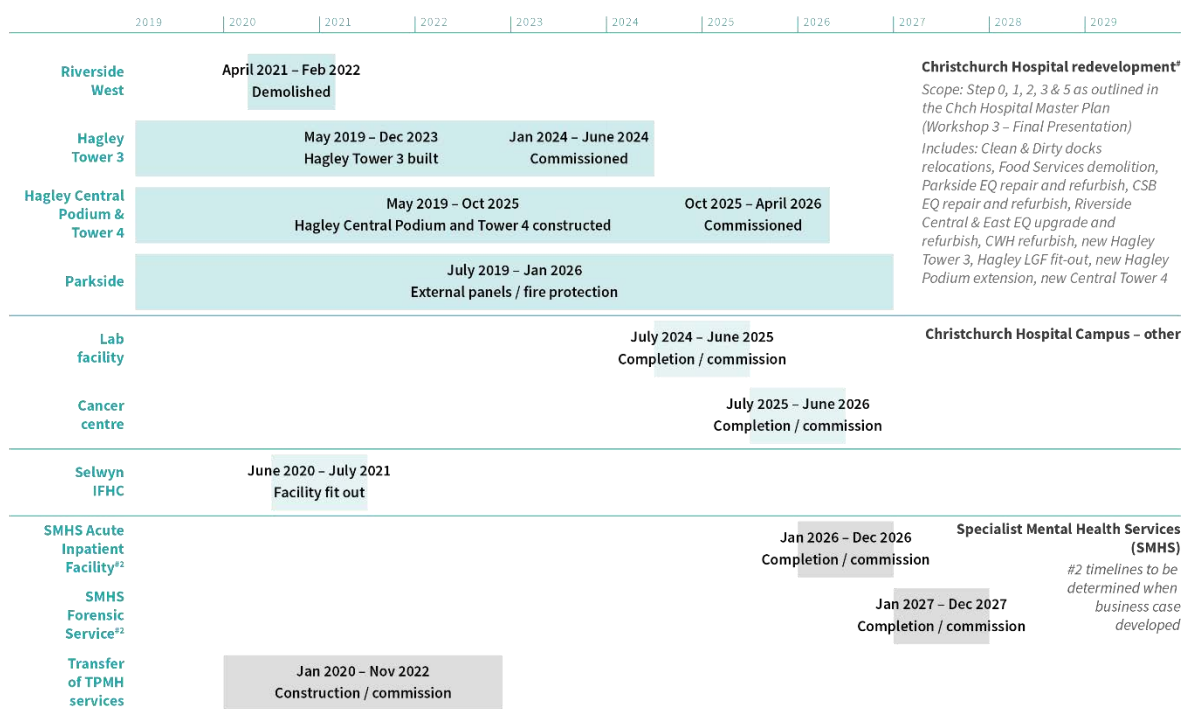 2019 2020 2021 2022 2023 2024 2025 2026 2027 2028 2029
Riverside
West
April 2021 – Feb 2022
Demolished
Hagley
Tower 3
May 2019 – Dec 2023
Hagley Tower 3 built
Jan 2024 – June 2024
Commissioned
Hagley Central
Podium &
Tower 4
May 2019 – Oct 2025
Hagley Central Podium and Tower 4 constructed
Oct 2025 – April 2026
Commissioned
Parkside
July 2019 – Jan 2026
External panels / fire protection
Christchurch Hospital redevelopment#
Scope: Step 0, 1, 2, 3 & 5 as outlined in
the Chch Hospital Master Plan
(Workshop 3 – Final Presentation)
Includes: Clean & Dirty docks
relocations, Food Services demolition,
Parkside EQ repair and refurbish, CSB
EQ repair and refurbish, Riverside
Central & East EQ upgrade and
refurbish, CWH refurbish, new Hagley
Tower 3, Hagley LGF fit-out, new Hagley
Podium extension, new Central Tower 4
Lab
facility
July 2024 – June 2025
Completion / commission
Christchurch Hospital Campus – other
Cancer
centre
July 2025 – June 2026
Completion / commission
Selwyn
IFHC
June 2020 – July 2021
Facility fit out
SMHS Acute
Inpatient
Facility#2
Jan 2026 – Dec 2026
Completion / commission
Specialist Mental Health Services
(SMHS)
#2 timelines to be
determined when
business case
developed
SMHS
Forensic
Service#2
Jan 2027 – Dec 2027
Completion / commission
Transfer
of TPMH
services
Jan 2020 – Nov 2022
Construction / commission